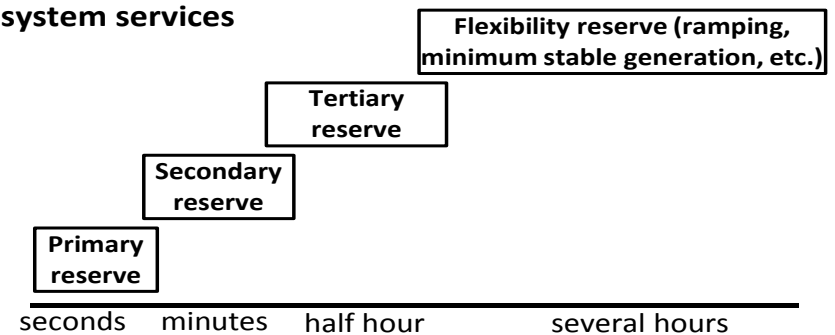 system services
Flexibility reserve (ramping,
minimum stable generation, etc.)
Tertiary
reserve
Secondary
reserve
Primary
reserve
seconds minutes half hour several hours